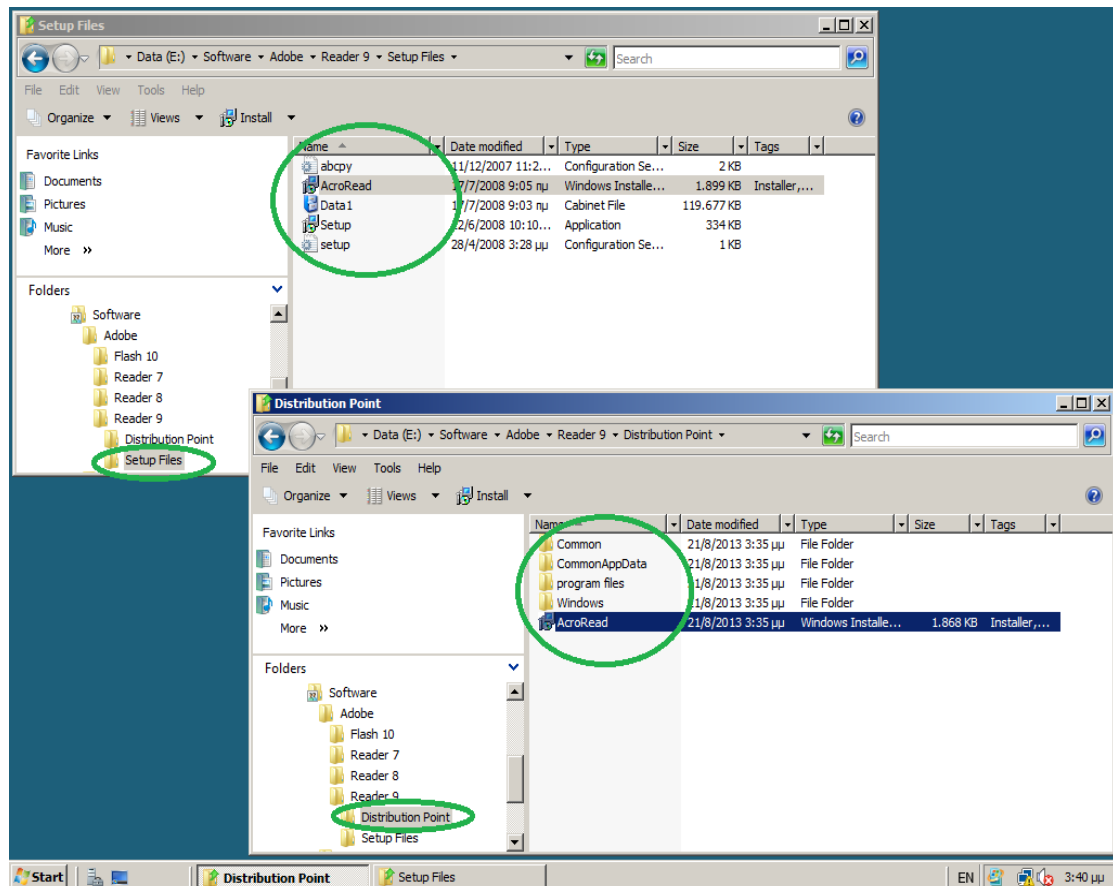 Setup Files
Data (E:) Software Adobe Reader 9 Setup Files Search
File Edit View Tools Help
Organize Views Install
Favorite Links
Documents
Pictures
Music
More »
Folders
Software
Adobe
Flash 10
Reader 7
Reader 8
Reader 9
Distribution Point
Setup Files
Name Date modified Type Size Tags
abcpy 11/12/2007 11:2... Configuration Se... 2 KB
AcroRead 17/7/2008 9:05 πμ Windows Installe... 1.899 KB Installer,...
Data1 17/7/2008 9:03 πμ Cabinet File 119.677 KB
Setup 12/6/2008 10:10... Application 334 KB
setup 28/4/2008 3:28 μμ Configuration Se... 1 KB
Distribution Point
Data (E:) Software Adobe Reader 9 Distribution Point Search
File Edit View Tools Help
Organize Views Install
Favorite Links
Documents
Pictures
Music
More »
Folders
Software
Adobe
Flash 10
Reader 7
Reader 8
Reader 9
Distribution Point
Setup Files
Name Date modified Type Size Tags
Common 21/8/2013 3:35 μμ File Folder
CommonAppData 21/8/2013 3:35 μμ File Folder
program files 21/8/2013 3:35 μμ File Folder
Windows 21/8/2013 3:35 μμ File Folder
AcroRead 21/8/2013 3:35 μμ Windows Installe... 1.868 KB Installer,...
Start Distribution Point Setup Files EN 3:40 μμ